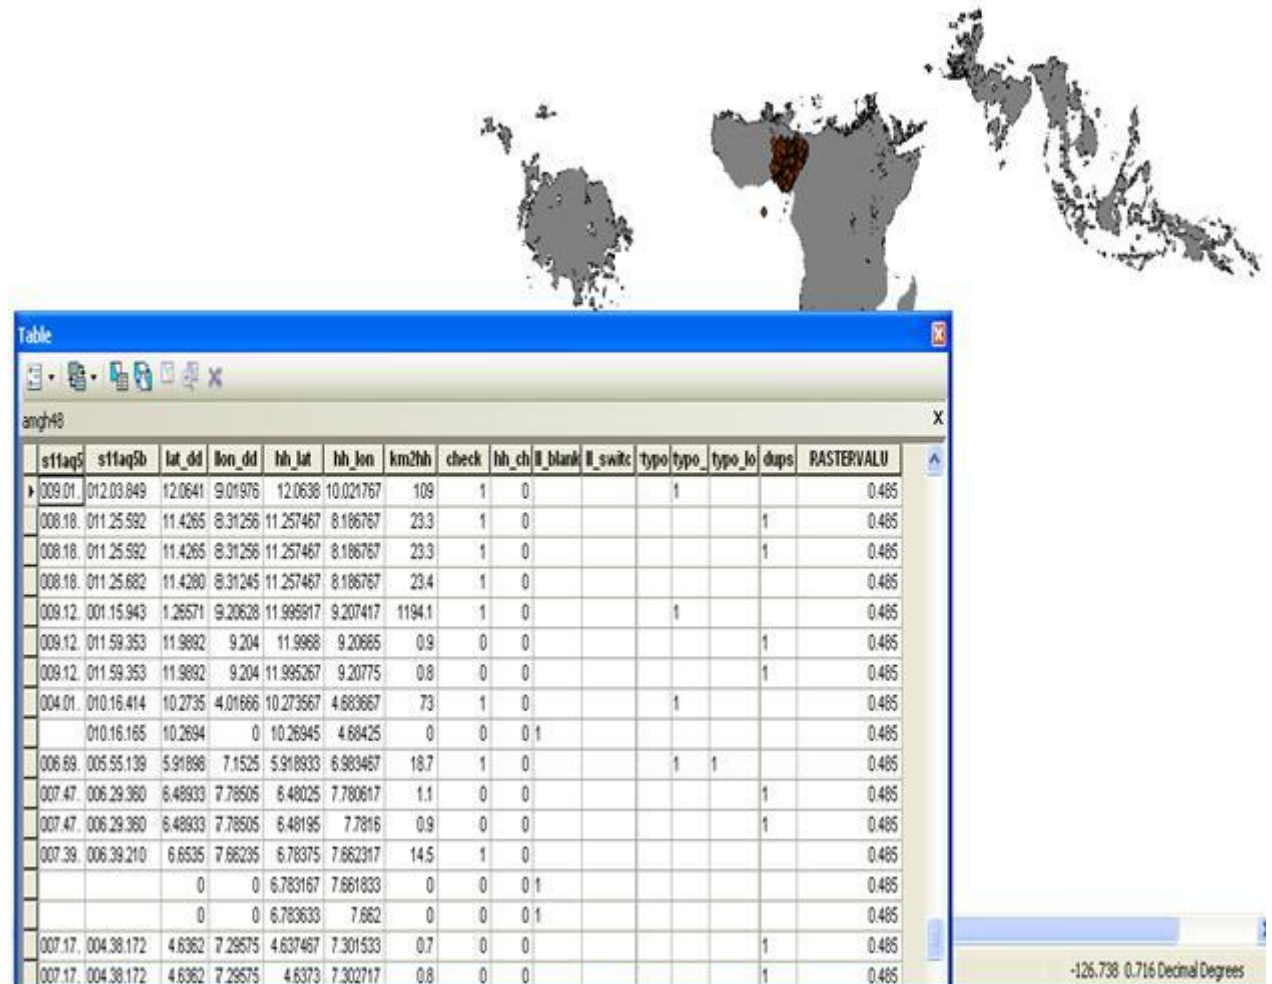 Table
amgh48
s11aq5 s11aq5b lat_dd llon_dd hh_lat hh_lon km2hh check hh_ch ll_blank ll_switc typo typo_ typo_lo dups RASTERVALU
009.01. 012.03.849 12.0641 9.01976 12.0638 10.021767 109 1 0 1 0.485
008.18. 011.25.592 11.4265 8.31256 11.257467 8.186767 23.3 1 0 1 0.485
008.18. 011.25.592 11.4265 8.31256 11.257467 8.186767 23.3 1 0 1 0.485
008.18. 011.25.682 11.4280 8.31245 11.257467 8.186767 23.4 1 0 0.485
009.12. 001.15.943 1.26571 9.20628 11.995917 9.207417 1194.1 1 0 1 0.485
009.12. 011.59.353 11.9892 9.204 11.9968 9.20665 0.9 0 0 1 0.485
009.12. 011.59.353 11.9892 9.204 11.995267 9.20775 0.8 0 0 1 0.485
004.01. 010.16.414 10.2735 4.01666 10.273567 4.683667 73 1 0 1 0.485
010.16.165 10.2694 0 10.26945 4.68425 0 0 0 1 0.485
006.69. 005.55.139 5.91898 7.1525 5.918933 6.983467 18.7 1 0 1 1 0.485
007.47. 006.29.360 6.48933 7.78505 6.48025 7.780617 1.1 0 0 1 0.485
007.47. 006.29.360 6.48933 7.78505 6.48195 7.7816 0.9 0 0 1 0.485
007.39. 006.39.210 6.6535 7.66235 6.78375 7.662317 14.5 1 0 0.485
0 0 6.783167 7.661833 0 0 0 1 0.485
0 0 6.783633 7.662 0 0 0 1 0.485
007.17. 004.38.172 4.6362 7.29575 4.637467 7.301533 0.7 0 0 1 0.485
007.17. 004.38.172 4.6362 7.29575 4.6373 7.302717 0.8 0 0 1 0.485
-126.738 0.716 Decimal Degrees